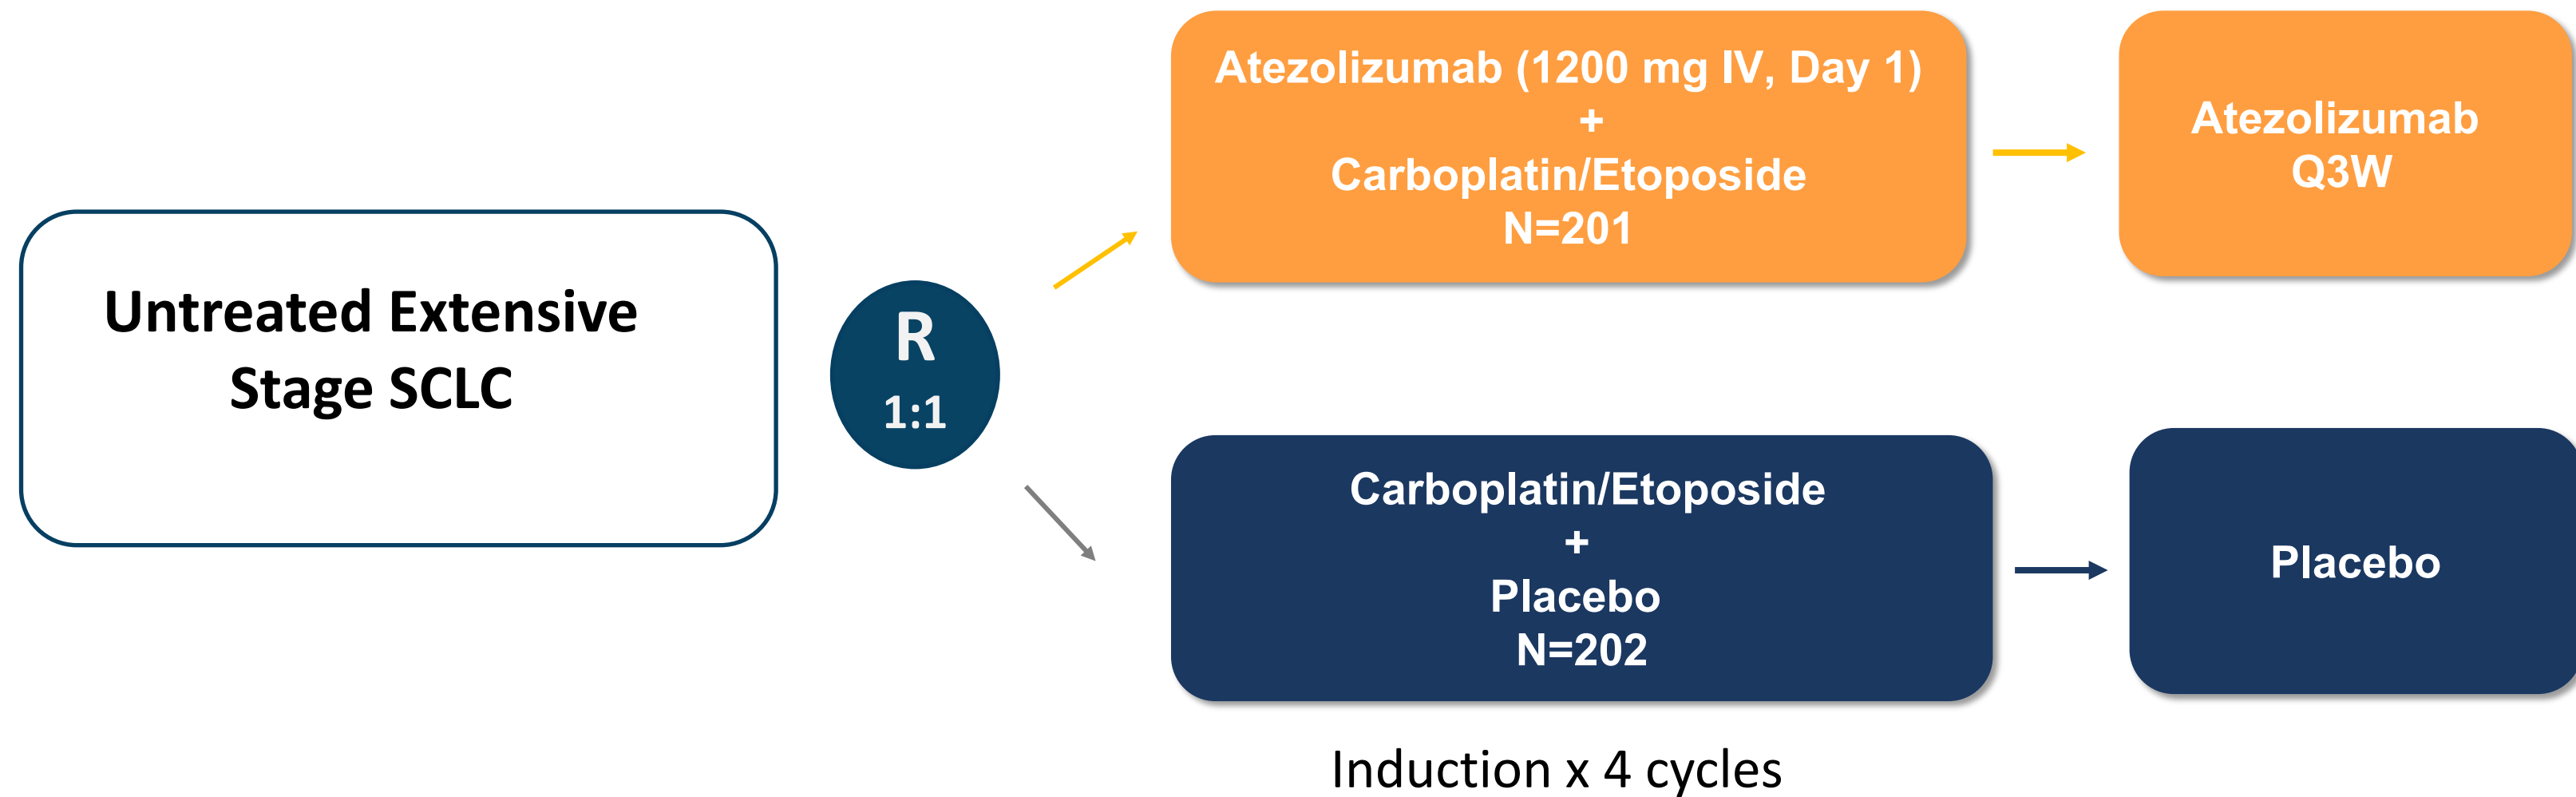 Untreated Extensive
Stage SCLC
R
1:1
Atezolizumab (1200 mg IV, Day 1)
+
Carboplatin/Etoposide
N=201
Atezolizumab
Q3W
Carboplatin/Etoposide
+
Placebo
N=202
Placebo
Induction x 4 cycles